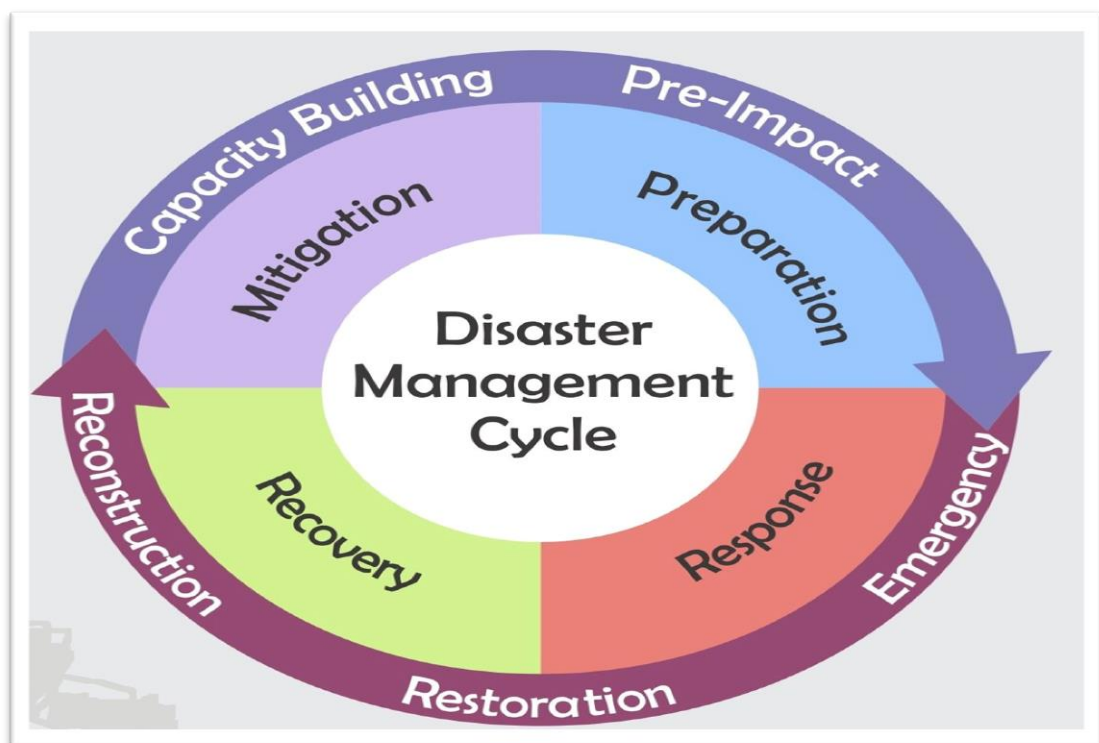 Capacity Building
Pre-Impact
Mitigation
Preparation
Disaster
Management
Cycle
Recovery
Response
Reconstruction
Emergency
Restoration